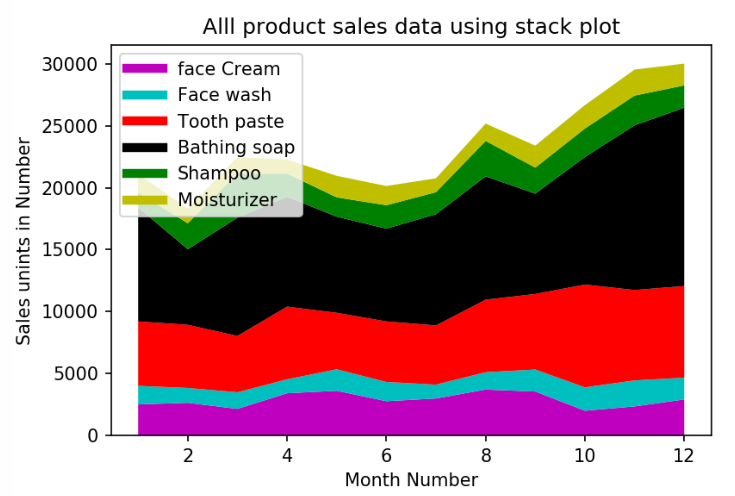 Alll product sales data using stack plot
30000
25000
20000
15000
10000
5000
0
Sales unints in Number
face Cream
Face wash
Tooth paste
Bathing soap
Shampoo
Moisturizer
2 4 6 8 10 12
Month Number